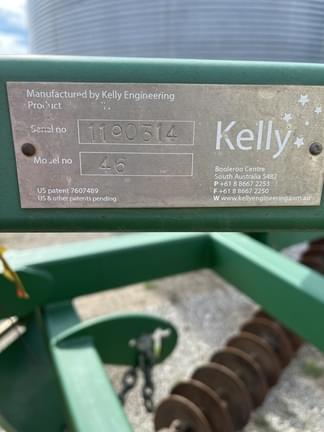 Manufactured by Kelly Engineering
Product
Serial no 1190314
Model no 46
Kelly
Booleroo Centre
South Australia 5482
P +61 8 8667 2253
F +61 8 8667 2250
W www.kellyengineering.com.au
US patent 7607489
US & other patents pending